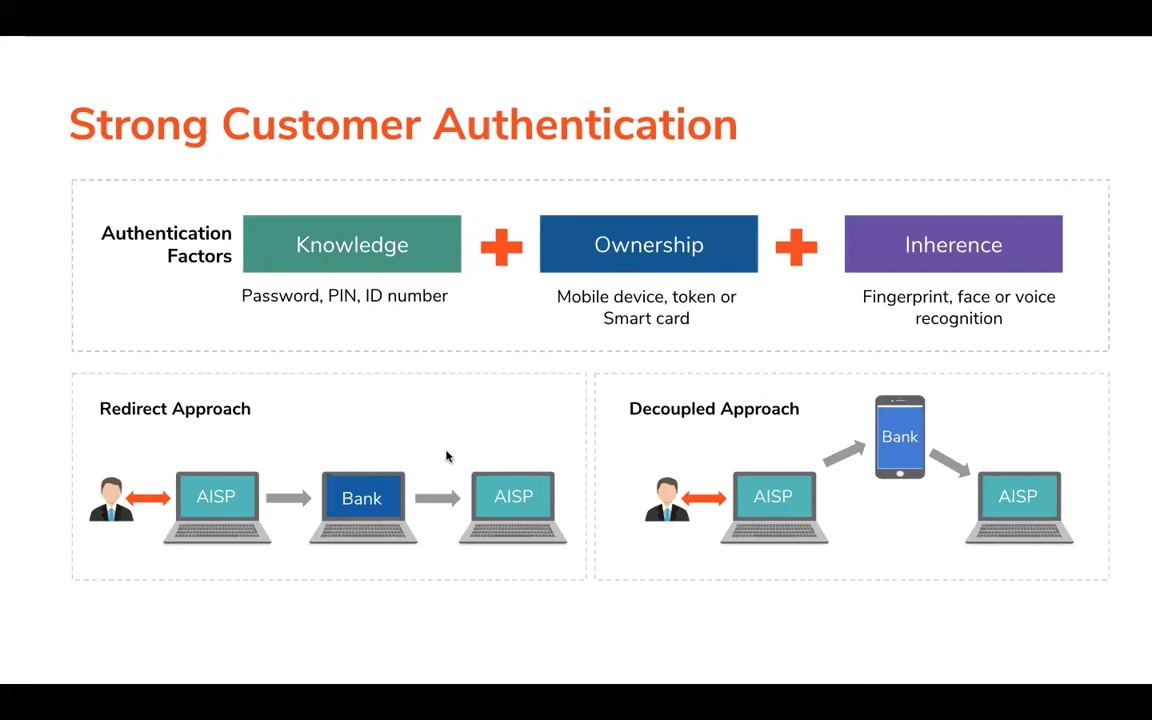 Strong Customer Authentication
Authentication
Factors
Knowledge
Ownership
Inherence
Password, PIN, ID number
Mobile device, token or
Smart card
Fingerprint, face or voice
recognition
Redirect Approach
AISP
Bank
AISP
Decoupled Approach
AISP
Bank
AISP